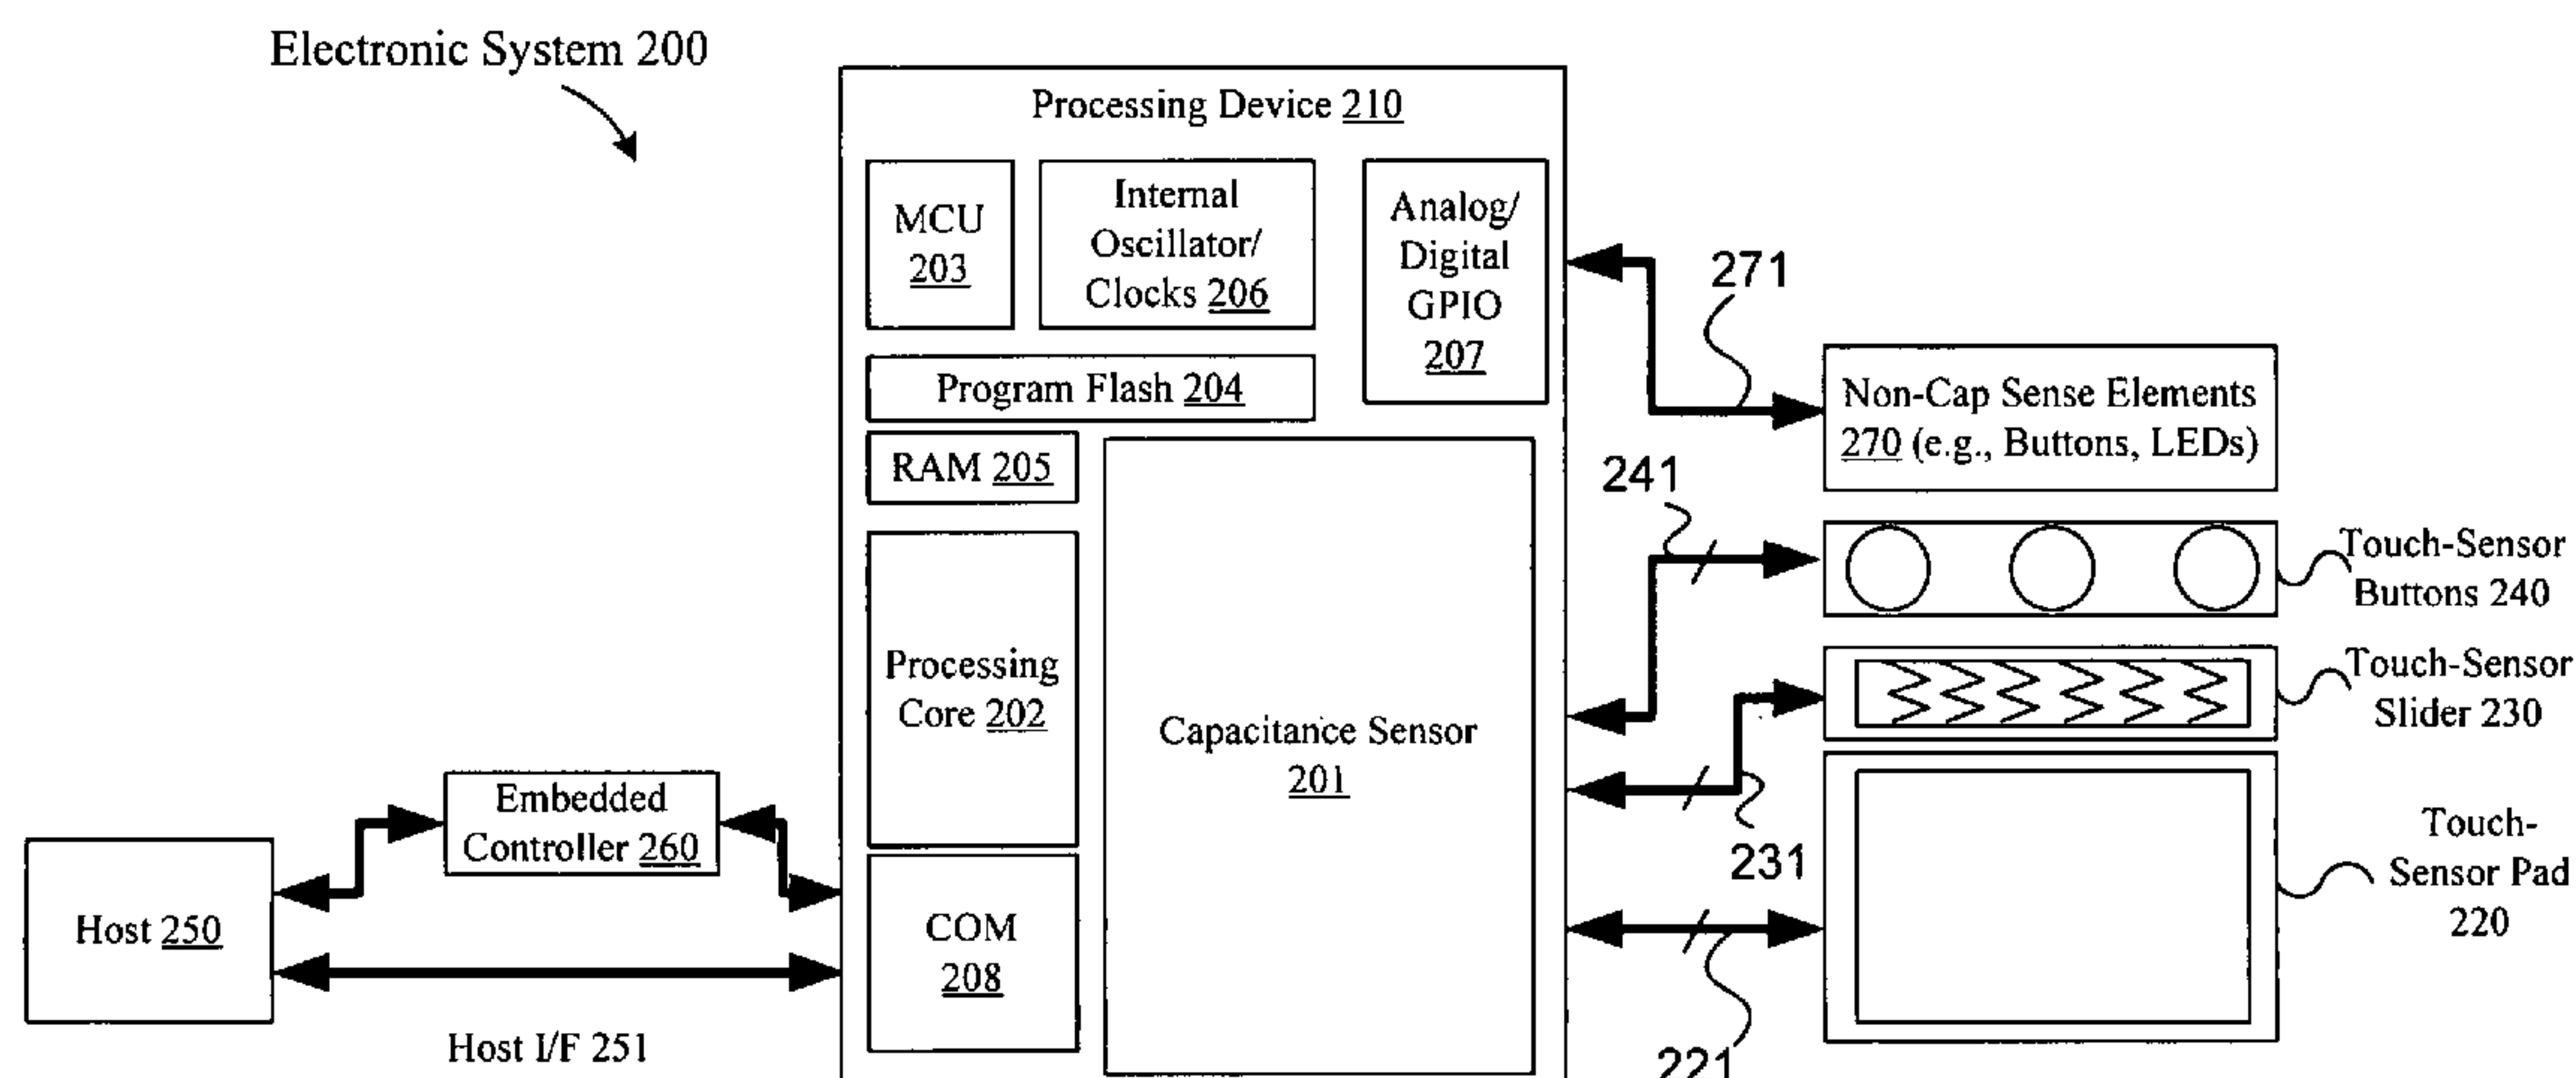 Electronic System 200
Processing Device 210
MCU
203
Internal
Oscillator/
Clocks 206
Analog/
Digital
GPIO
207
Program Flash 204
RAM 205
Processing
Core 202
Capacitance Sensor
201
COM
208
Embedded
Controller 260
Host 250
Host I/F 251
271
Non-Cap Sense Elements
270 (e.g., Buttons, LEDs)
241
Touch-Sensor
Buttons 240
Touch-Sensor
Slider 230
231
Touch-
Sensor Pad
220
221